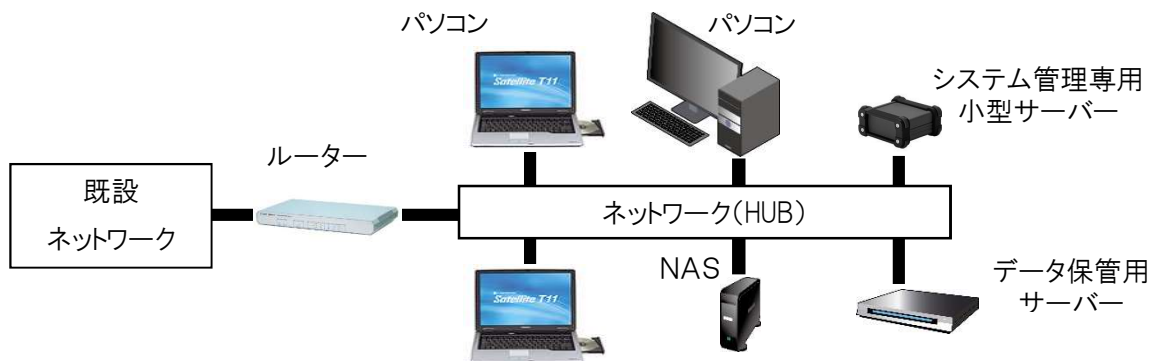 パソコン
パソコン
システム管理専用
小型サーバー
Satellite T11
ルーター
既設
ネットワーク
ネットワーク(HUB)
NAS
データ保管用
サーバー
Satellite T11